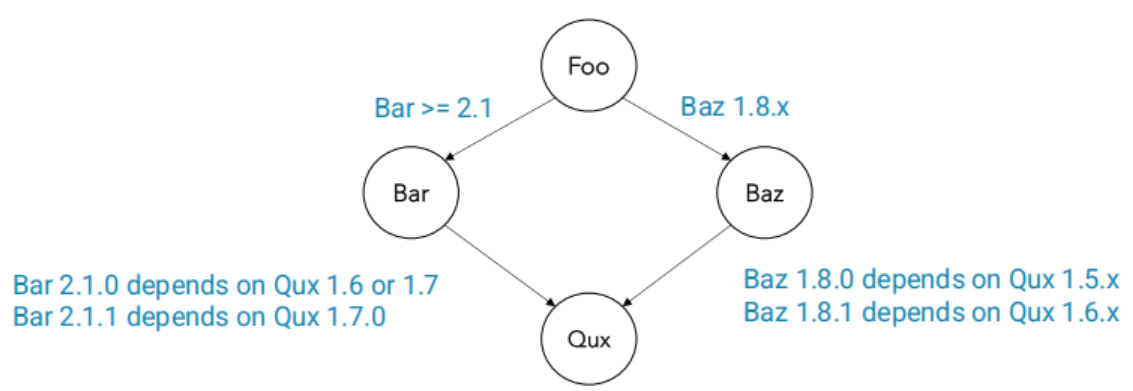 Foo
Bar >= 2.1
Baz 1.8.x
Bar
Baz
Bar 2.1.0 depends on Qux 1.6 or 1.7
Bar 2.1.1 depends on Qux 1.7.0
Baz 1.8.0 depends on Qux 1.5.x
Baz 1.8.1 depends on Qux 1.6.x
Qux